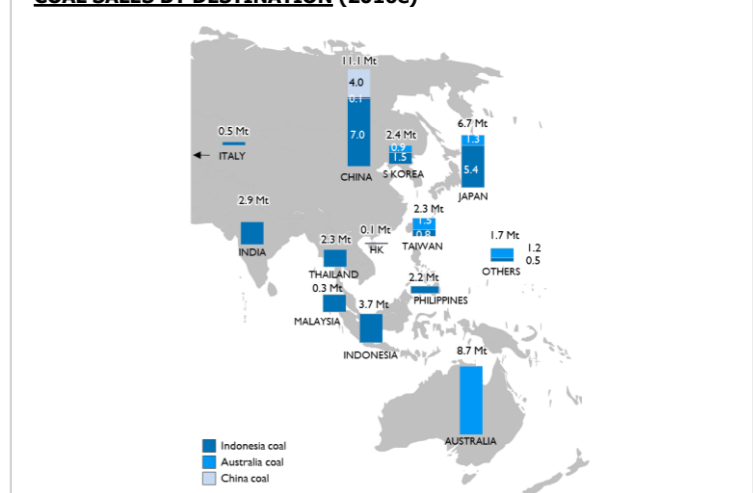 COAL SALES BY DESTINATION (2016e)
11.1 Mt
4.0
0.1
7.0
CHINA
0.5 Mt
ITALY
2.4 Mt
0.9
1.5
S KOREA
6.7 Mt
1.3
5.4
JAPAN
2.9 Mt
INDIA
2.3 Mt
THAILAND
0.1 Mt
HK
2.3 Mt
1.5
0.8
TAIWAN
1.7 Mt
1.2
0.5
OTHERS
0.3 Mt
MALAYSIA
3.7 Mt
INDONESIA
2.2 Mt
PHILIPPINES
8.7 Mt
AUSTRALIA
Indonesia coal
Australia coal
China coal